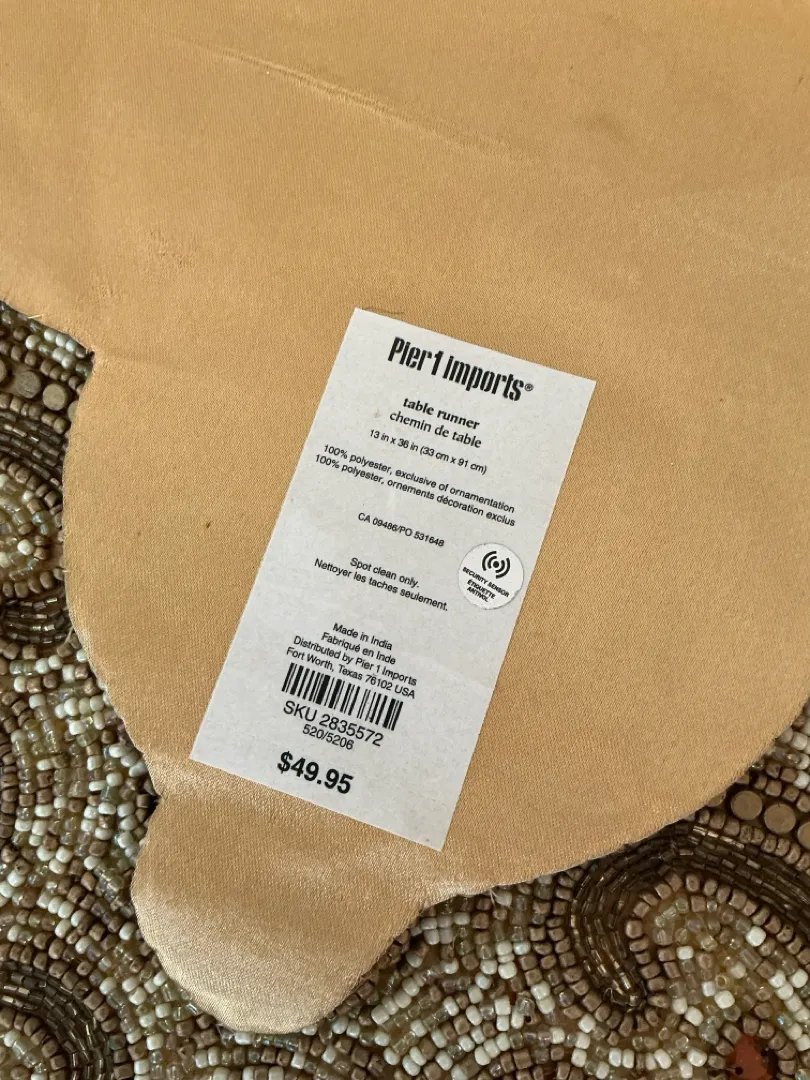 Pier 1 imports®
table runner
chemin de table
13 in x 36 in (33 cm x 91 cm)
100% polyester, exclusive of ornamentation
100% polyester, ornements décoration exclus
CA 09486/PO 531648
SECURITY SENSOR
ETIQUETTE
ANTIVOL
Spot clean only.
Nettoyer les taches seulement.
Made in India
Fabriqué en Inde
Distributed by Pier 1 Imports
Fort Worth, Texas 76102 USA
SKU 2835572
520/5206
$49.95